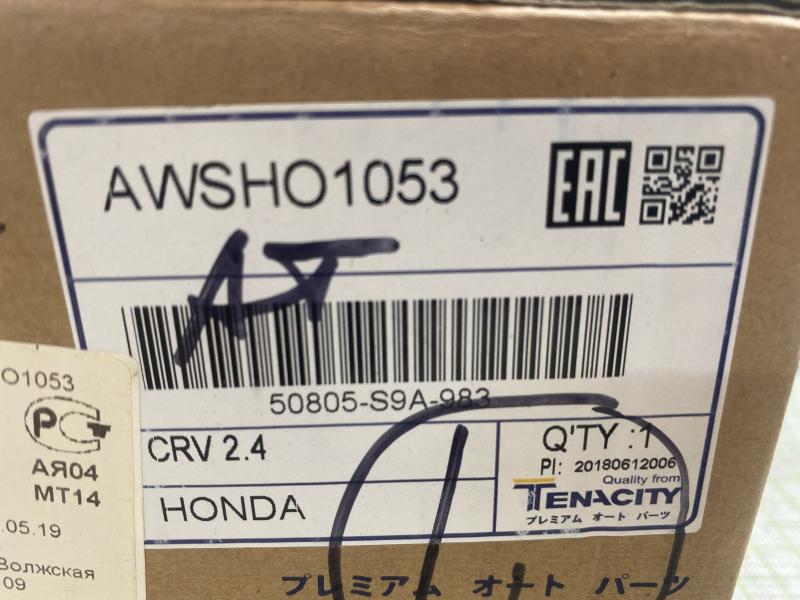 AWSHO1053
EAC
AT
50805-S9A-983
O1053
АЯ04
МТ14
.05.19
Волжская
09
CRV 2.4
HONDA
Q'TY :1
PI: 20180612006
Quality from
TENACITY
プレミアム オート パーツ
プレミアム オート パーツ